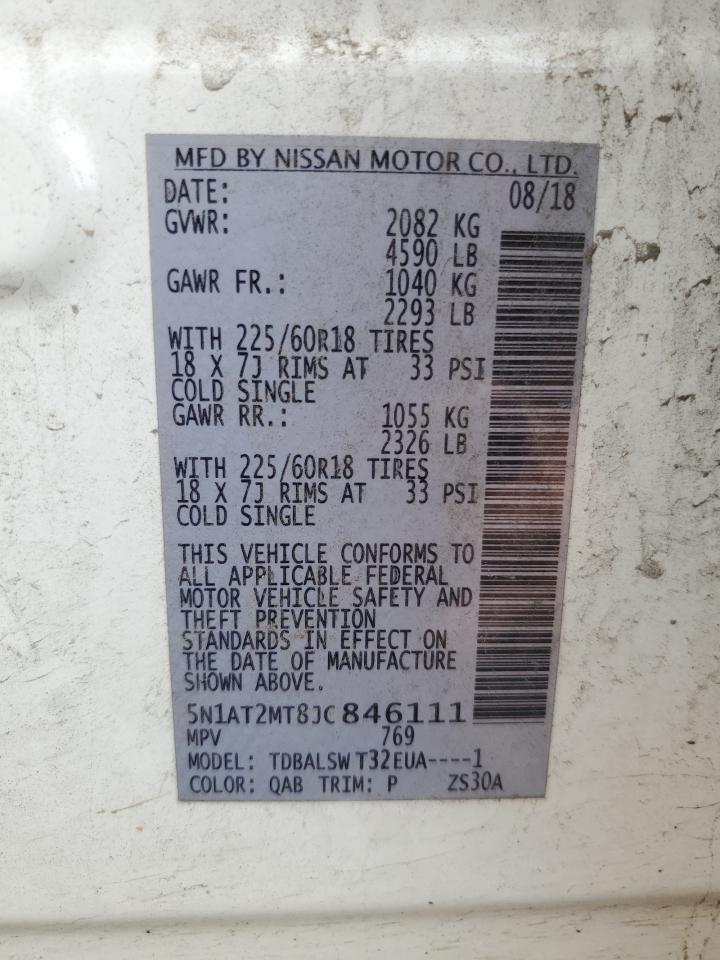 MFD BY NISSAN MOTOR CO., LTD.
DATE: 08/18
GVWR: 2082 KG
4590 LB
GAWR FR.: 1040 KG
2293 LB
WITH 225/60R18 TIRES
18 X 7J RIMS AT 33 PSI
COLD SINGLE
GAWR RR.: 1055 KG
2326 LB
WITH 225/60R18 TIRES
18 X 7J RIMS AT 33 PSI
COLD SINGLE
THIS VEHICLE CONFORMS TO
ALL APPLICABLE FEDERAL
MOTOR VEHICLE SAFETY AND
THEFT PREVENTION
STANDARDS IN EFFECT ON
THE DATE OF MANUFACTURE
SHOWN ABOVE.
5N1AT2MT8JC846111
MPV 769
MODEL: TDBALSW T32EUA----1
COLOR: QAB TRIM: P ZS30A